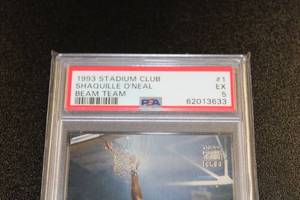 1993 STADIUM CLUB #1
SHAQUILLE O'NEAL EX
BEAM TEAM 5
PSA 62013633